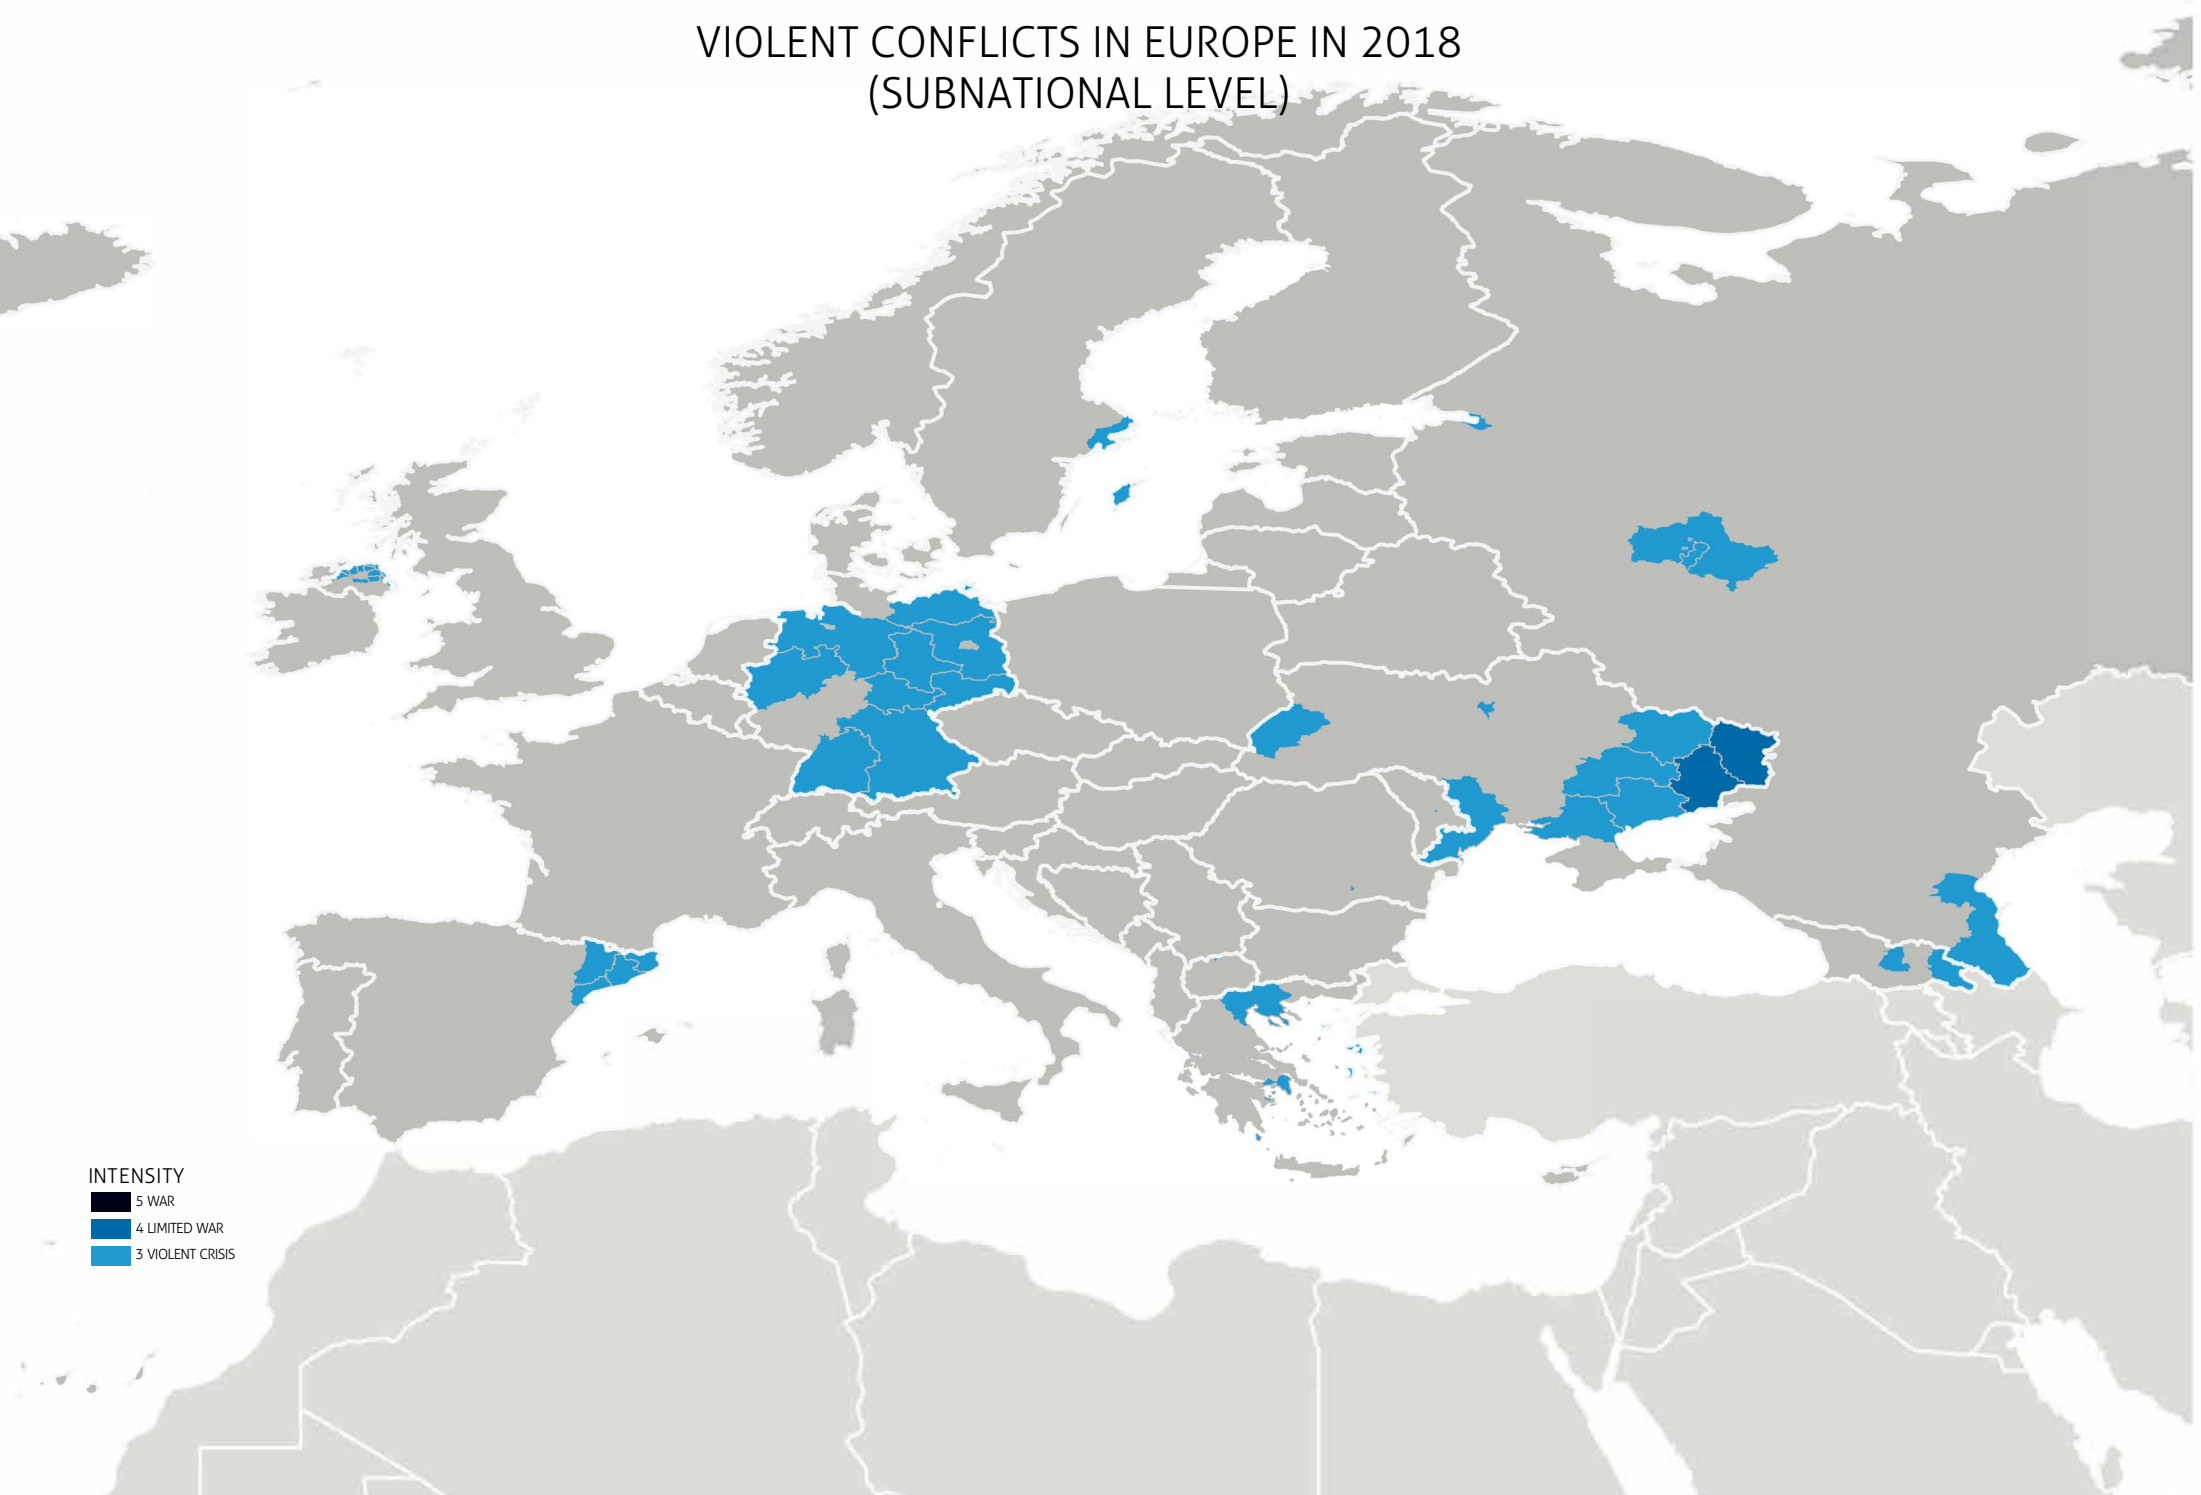 VIOLENT CONFLICTS IN EUROPE IN 2018
(SUBNATIONAL LEVEL)
INTENSITY
5 WAR
4 LIMITED WAR
3 VIOLENT CRISIS